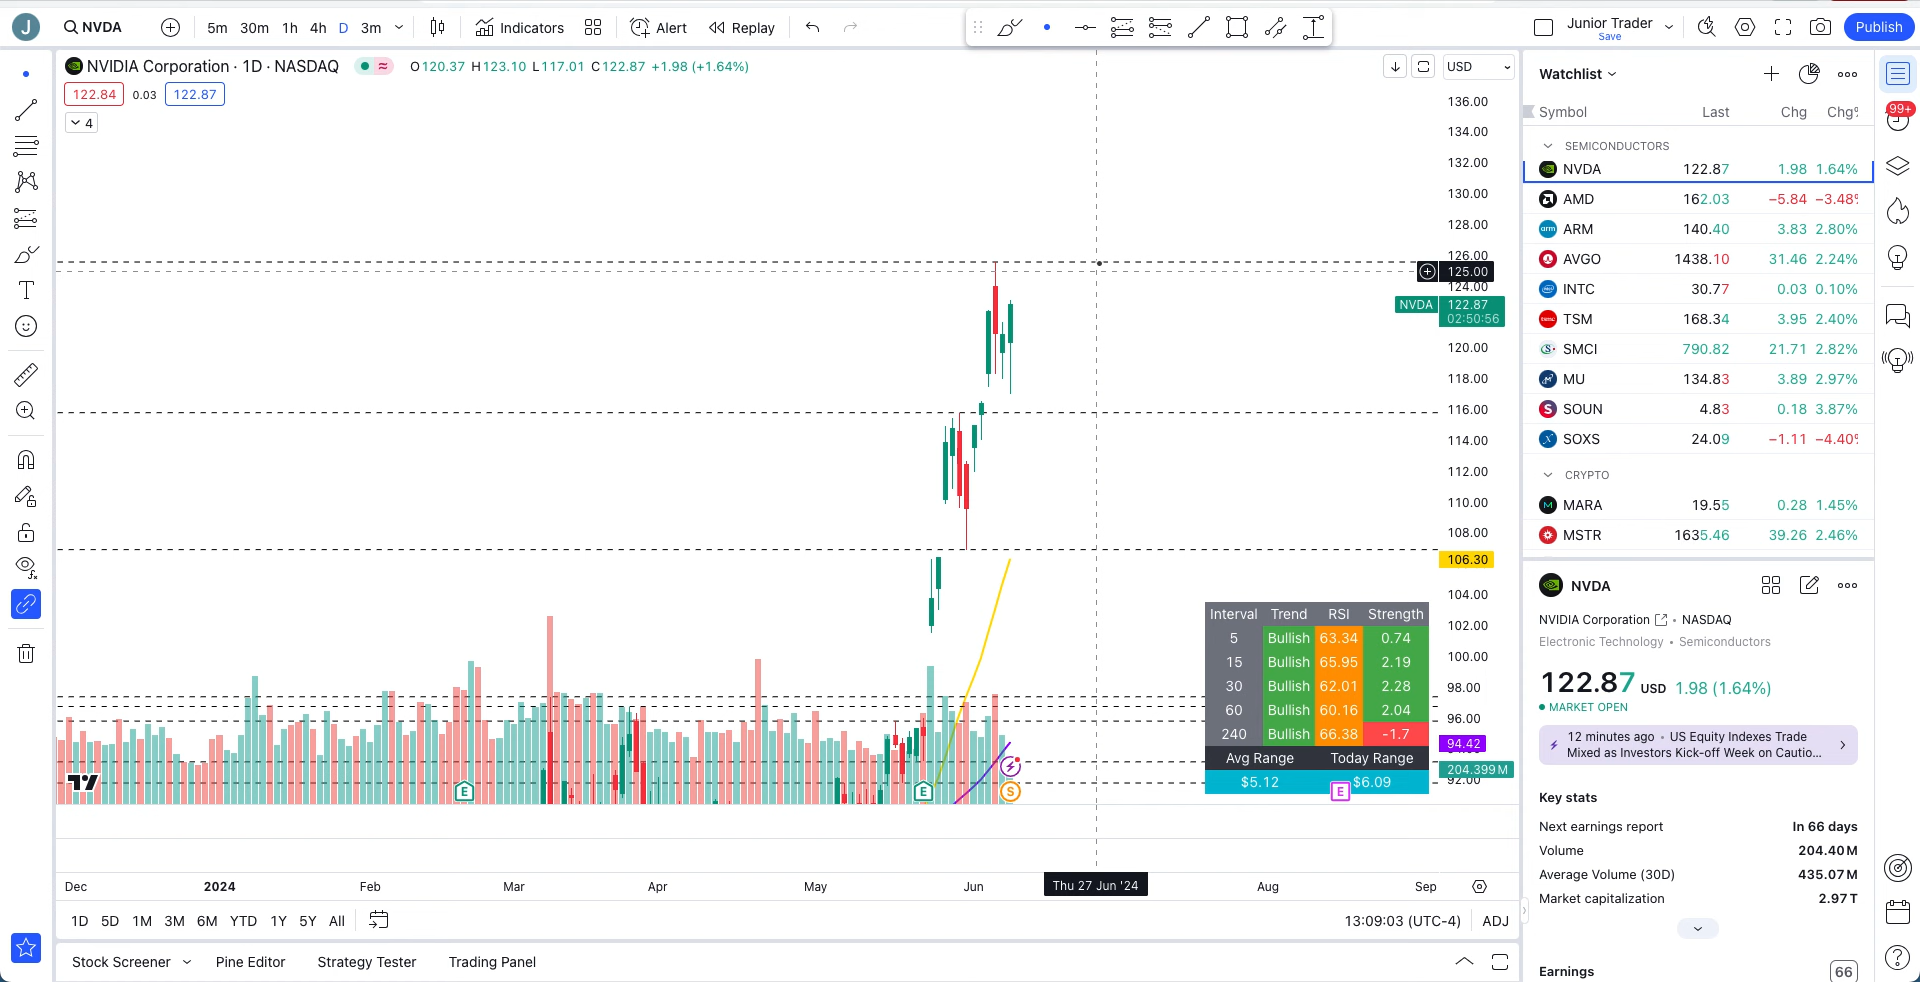 J NVDA 5m 30m 1h 4h D 3m Indicators Alert Replay Junior Trader Save Publish
NVIDIA Corporation · 1D · NASDAQ O120.37 H123.10 L117.01 C122.87 +1.98 (+1.64%)
USD
122.84 0.03 122.87
4
136.00
134.00
132.00
130.00
128.00
126.00
125.00
124.00
NVDA 122.87
02:50:56
120.00
118.00
116.00
114.00
112.00
110.00
108.00
106.30
104.00
102.00
100.00
98.00
96.00
94.42
204.399M
92.00
Interval Trend RSI Strength
5 Bullish 63.34 0.74
15 Bullish 65.95 2.19
30 Bullish 62.01 2.28
60 Bullish 60.16 2.04
240 Bullish 66.38 -1.7
Avg Range Today Range
$5.12 $6.09
E E S E
Dec 2024 Feb Mar Apr May Jun Thu 27 Jun '24 Aug Sep
1D 5D 1M 3M 6M YTD 1Y 5Y All 13:09:03 (UTC-4) ADJ
Stock Screener Pine Editor Strategy Tester Trading Panel
Watchlist
Symbol Last Chg Chg%
SEMICONDUCTORS
NVDA 122.87 1.98 1.64%
AMD 162.03 −5.84 −3.48%
ARM 140.40 3.83 2.80%
AVGO 1438.10 31.46 2.24%
INTC 30.77 0.03 0.10%
TSM 168.34 3.95 2.40%
SMCI 790.82 21.71 2.82%
MU 134.83 3.89 2.97%
SOUN 4.83 0.18 3.87%
SOXS 24.09 −1.11 −4.40%
CRYPTO
MARA 19.55 0.28 1.45%
MSTR 1635.46 39.26 2.46%
NVDA
NVIDIA Corporation • NASDAQ
Electronic Technology • Semiconductors
122.87 USD 1.98 (1.64%)
MARKET OPEN
12 minutes ago • US Equity Indexes Trade
Mixed as Investors Kick-off Week on Cautio...
Key stats
Next earnings report In 66 days
Volume 204.40M
Average Volume (30D) 435.07M
Market capitalization 2.97T
Earnings 66
99+